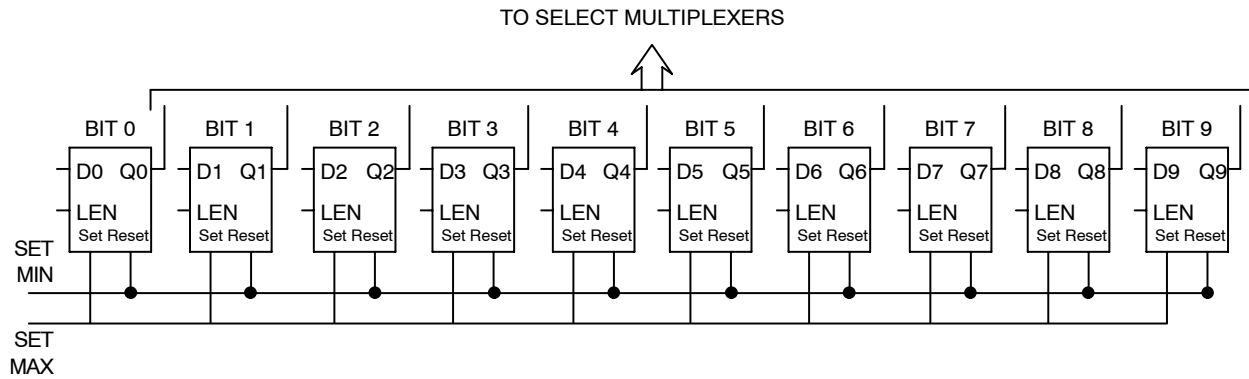 TO SELECT MULTIPLEXERS
BIT 0 BIT 1 BIT 2 BIT 3 BIT 4 BIT 5 BIT 6 BIT 7 BIT 8 BIT 9
D0 Q0 D1 Q1 D2 Q2 D3 Q3 D4 Q4 D5 Q5 D6 Q6 D7 Q7 D8 Q8 D9 Q9
LEN LEN LEN LEN LEN LEN LEN LEN LEN LEN
Set Reset Set Reset Set Reset Set Reset Set Reset Set Reset Set Reset Set Reset Set Reset Set Reset
SET
MIN
SET
MAX